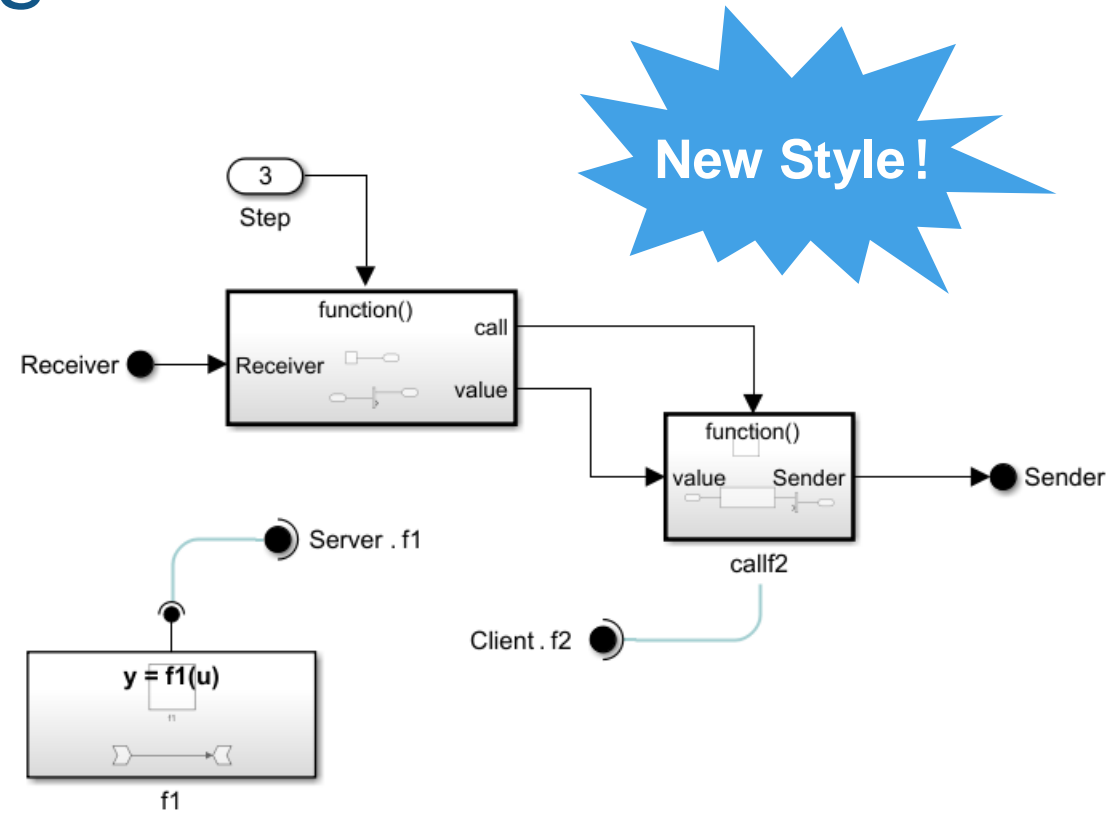 New Style!
3
Step
function()
call
Receiver
Receiver
value
function()
value
Sender
Sender
callf2
Server . f1
Client . f2
y = f1(u)
f1
f1